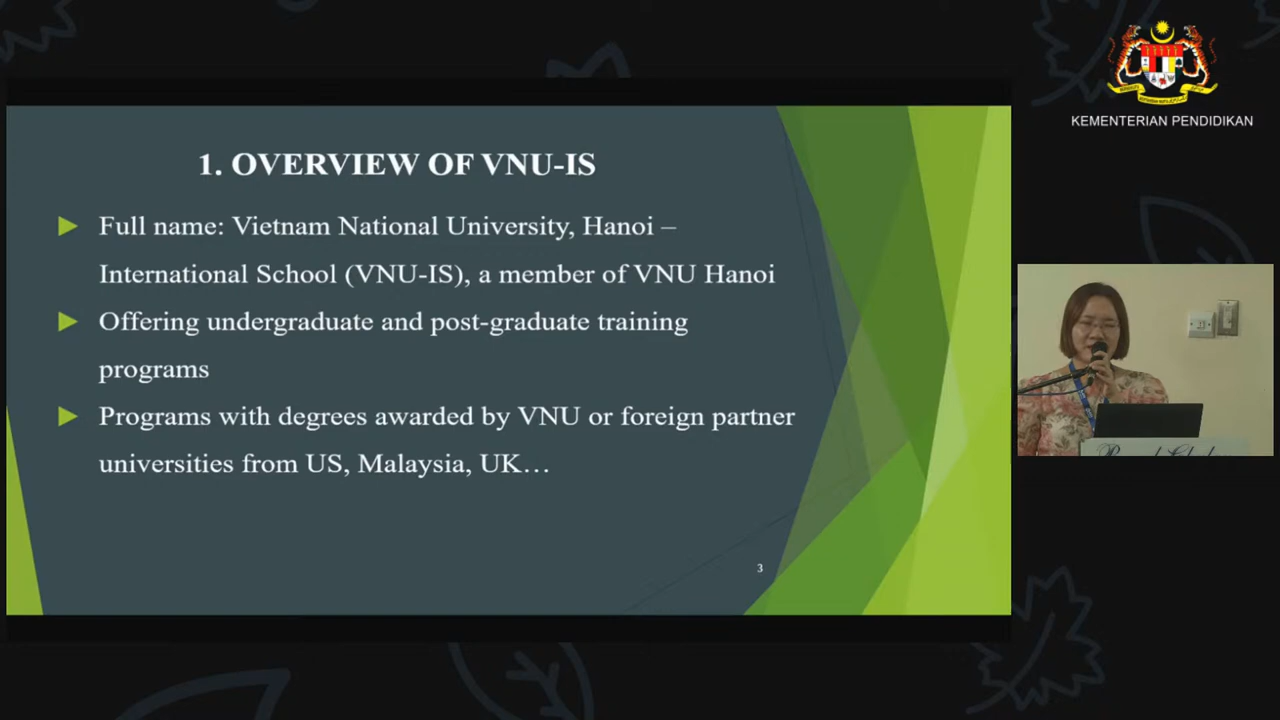 KEMENTERIAN PENDIDIKAN
1. OVERVIEW OF VNU-IS
Full name: Vietnam National University, Hanoi –
International School (VNU-IS), a member of VNU Hanoi
Offering undergraduate and post-graduate training
programs
Programs with degrees awarded by VNU or foreign partner
universities from US, Malaysia, UK…
3